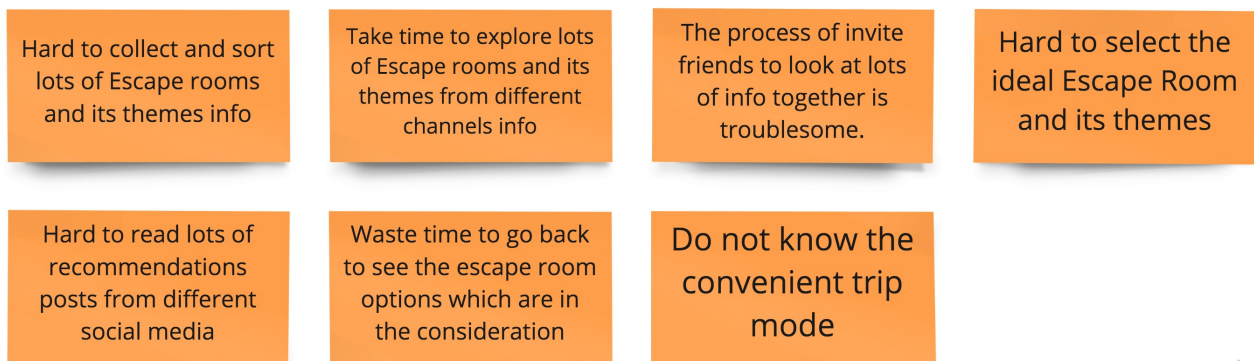 Hard to collect and sort
lots of Escape rooms
and its themes info
Take time to explore lots
of Escape rooms and its
themes from different
channels info
The process of invite
friends to look at lots
of info together is
troublesome.
Hard to select the
ideal Escape Room
and its themes
Hard to read lots of
recommendations
posts from different
social media
Waste time to go back
to see the escape room
options which are in
the consideration
Do not know the
convenient trip
mode